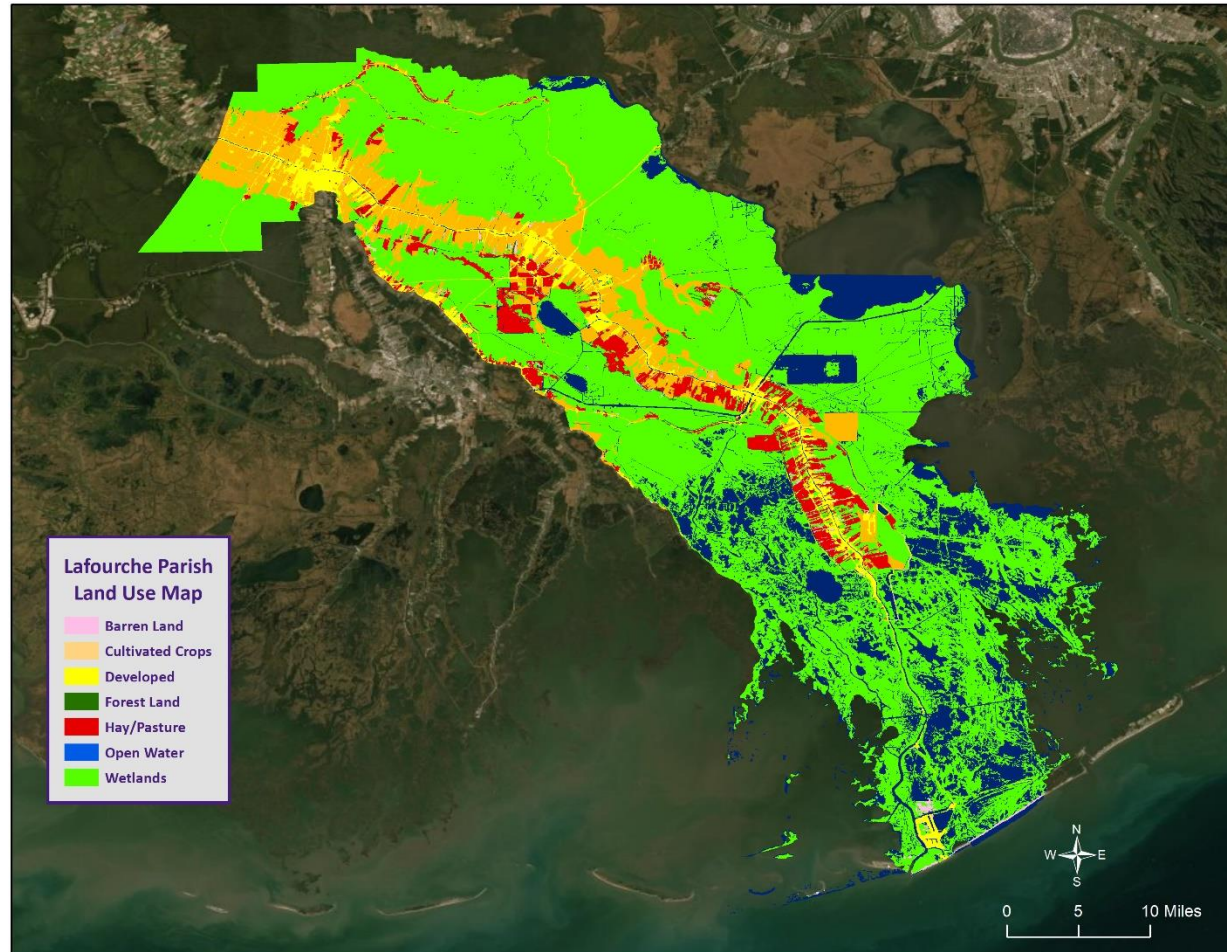 Lafourche Parish
Land Use Map
Barren Land
Cultivated Crops
Developed
Forest Land
Hay/Pasture
Open Water
Wetlands
N
W E
S
0 5 10 Miles